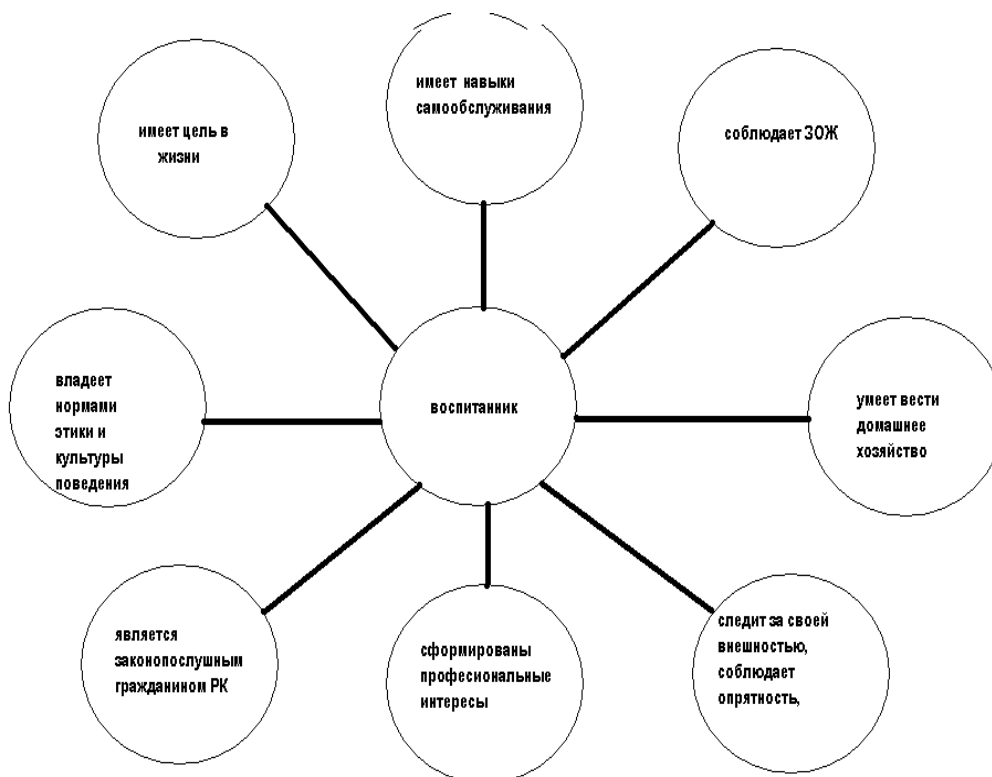 имеет навыки
самообслуживания
имеет цель в
жизни
соблюдает ЗОЖ
владеет
нормами
этики и
культуры
поведения
воспитанник
умеет вести
домашнее
хозяйство
является
законопослушным
гражданином РК
сформированы
професиональные
интересы
следит за своей
внешностью,
соблюдает
опрятность,